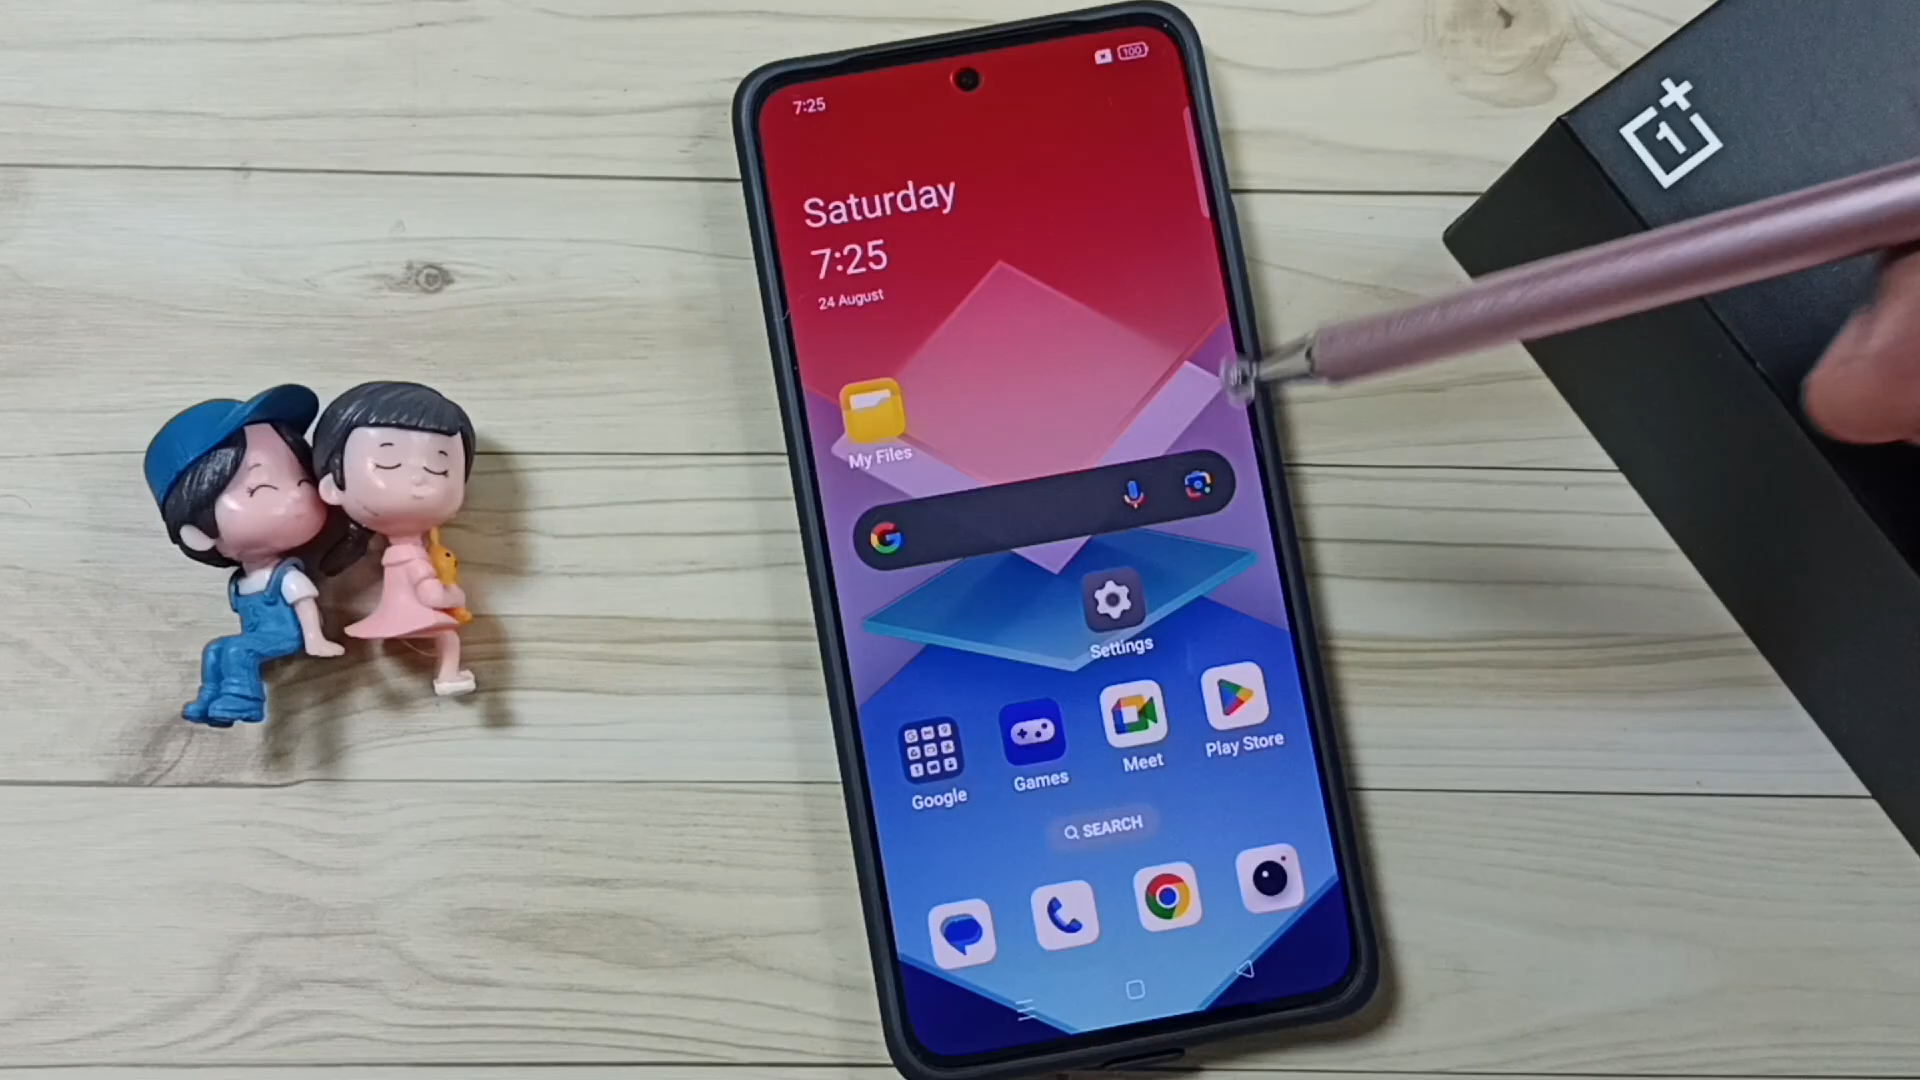 7:25
100
Saturday
7:25
24 August
My Files
Settings
Google
Games
Meet
Play Store
SEARCH
1+